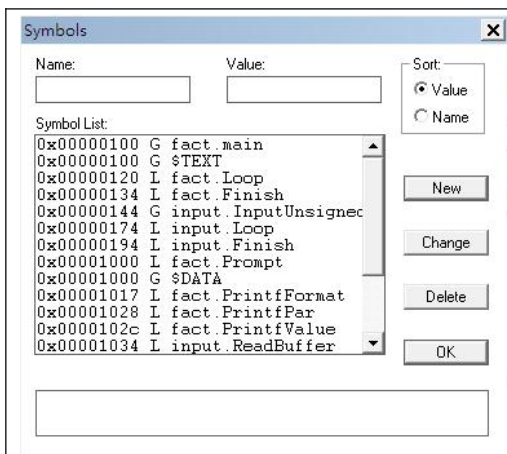 Symbols
Name:
Value:
Sort:
Value
Name
Symbol List:
0x00000100 G fact.main
0x00000100 G $TEXT
0x00000120 L fact.Loop
0x00000134 L fact.Finish
0x00000144 G input.InputUnsigned
0x00000174 L input.Loop
0x00000194 L input.Finish
0x00001000 L fact.Prompt
0x00001000 G $DATA
0x00001017 L fact.PrintfFormat
0x00001028 L fact.PrintfPar
0x0000102c L fact.PrintfValue
0x00001034 L input.ReadBuffer
New
Change
Delete
OK